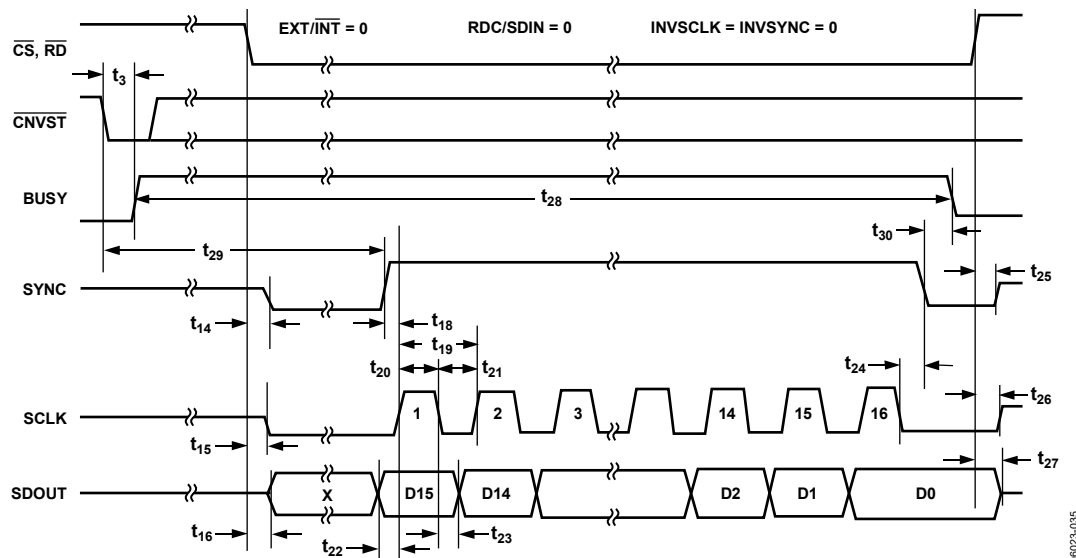 EXT/INT = 0 RDC/SDIN = 0 INVSCLK = INVSYNC = 0
CS, RD
t3
CNVST
BUSY
t28
t29
t30
t25
SYNC
t14
t18
t19
t20
t21
t24
t26
SCLK
1 2 3 14 15 16
t15
t27
SDOUT
X D15 D14 D2 D1 D0
t16
t22
t23